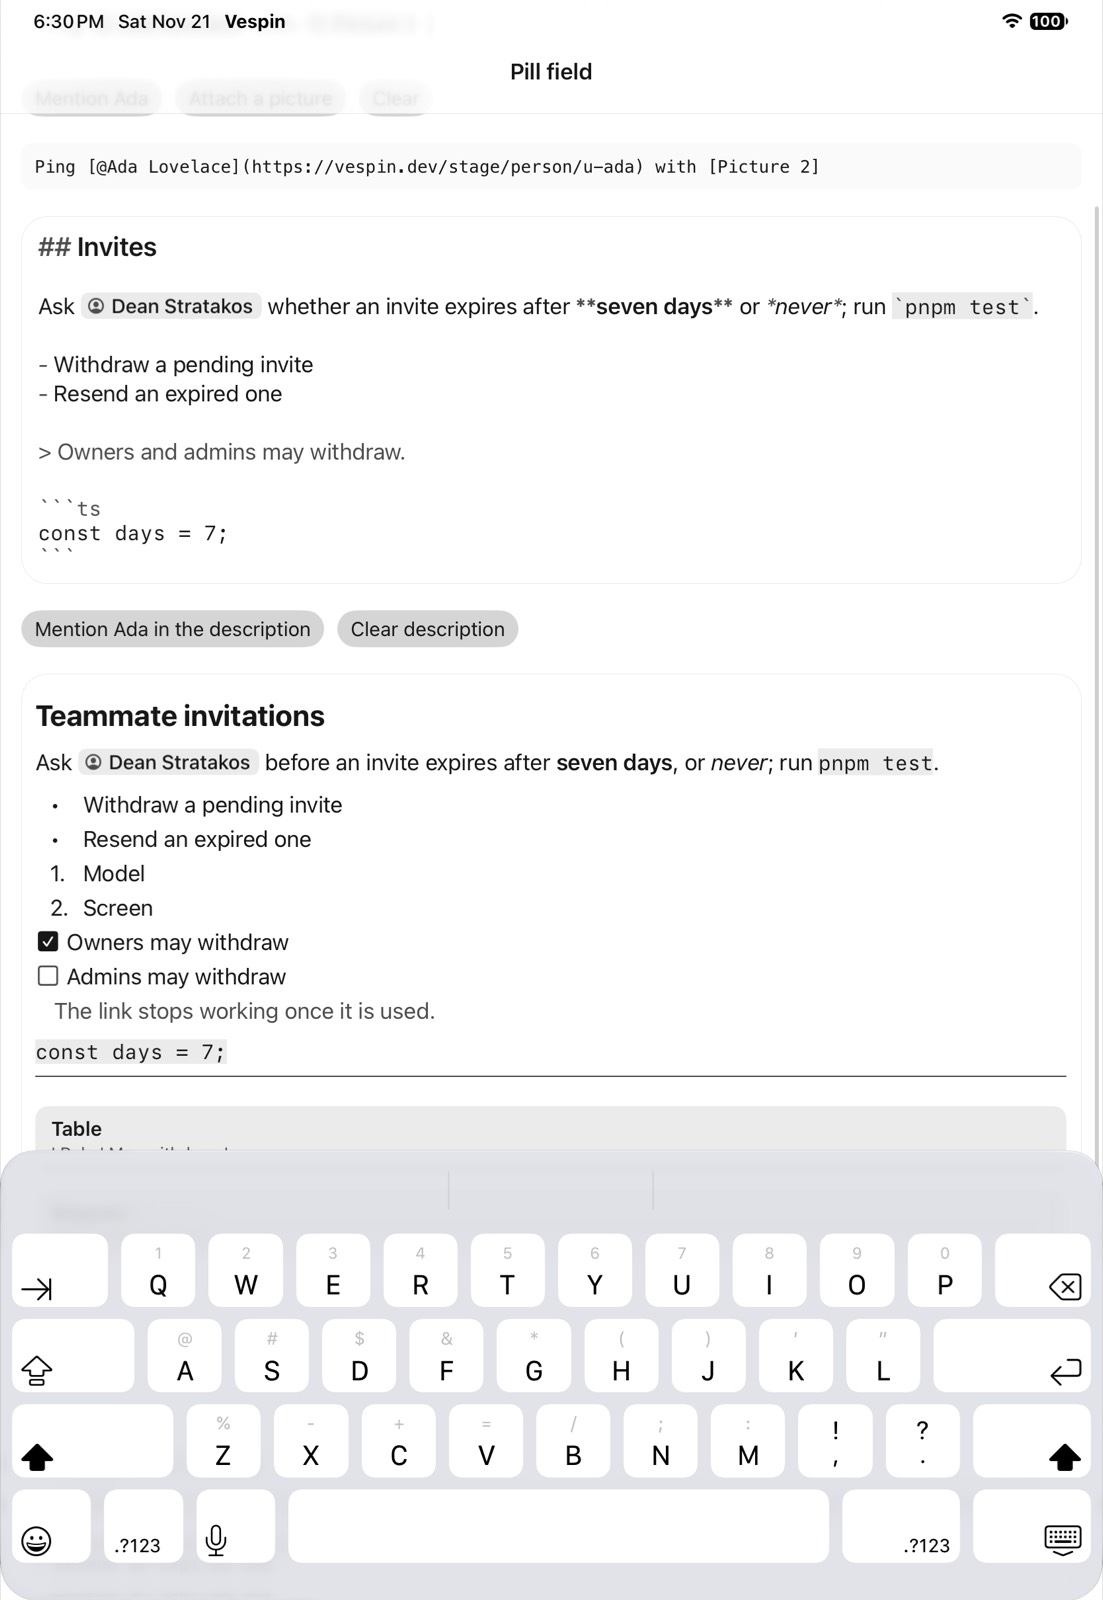 6:30 PM Sat Nov 21 Vespin
100
Pill field
Mention Ada Attach a picture Clear
Ping [@Ada Lovelace](https://vespin.dev/stage/person/u-ada) with [Picture 2]
## Invites
Ask Dean Stratakos whether an invite expires after **seven days** or *never*; run `pnpm test`.
- Withdraw a pending invite
- Resend an expired one
> Owners and admins may withdraw.
```ts
const days = 7;
```
Mention Ada in the description Clear description
Teammate invitations
Ask Dean Stratakos before an invite expires after seven days, or never; run pnpm test.
• Withdraw a pending invite
• Resend an expired one
1. Model
2. Screen
Owners may withdraw
Admins may withdraw
The link stops working once it is used.
const days = 7;
Table
1 2 3 4 5 6 7 8 9 0
Q W E R T Y U I O P
@ # $ & * ( ) ' "
A S D F G H J K L
% - + = / ; : ! ?
Z X C V B N M , .
.?123 .?123